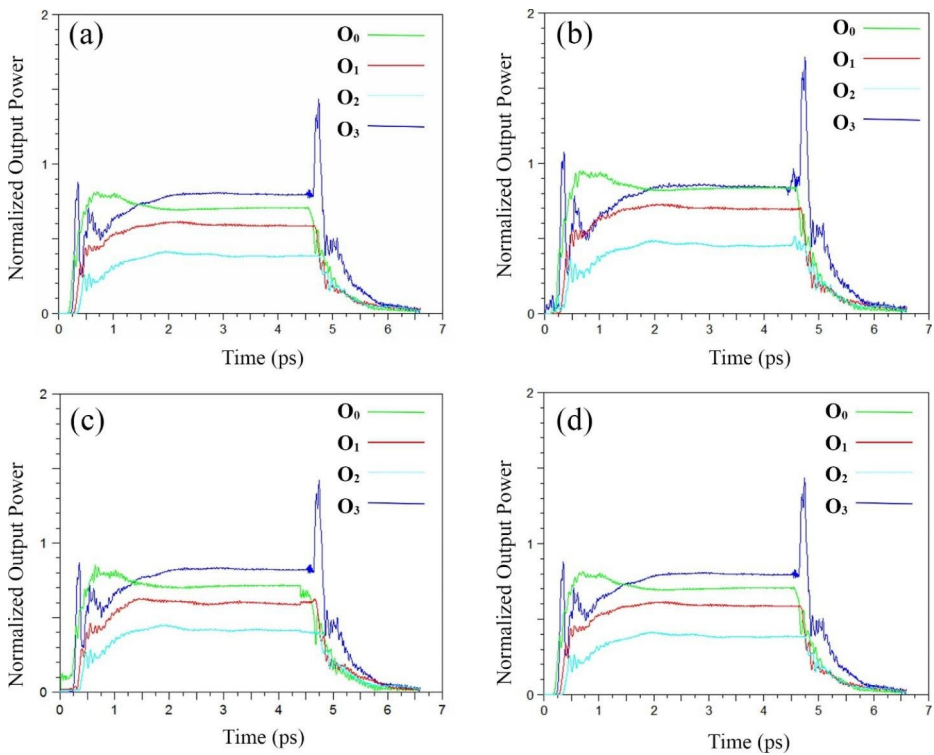 (a)
2
1
0
0 1 2 3 4 5 6 7
Normalized Output Power
Time (ps)
O₀
O₁
O₂
O₃
(b)
2
1
0
0 1 2 3 4 5 6 7
Normalized Output Power
Time (ps)
O₀
O₁
O₂
O₃
(c)
2
1
0
0 1 2 3 4 5 6 7
Normalized Output Power
Time (ps)
O₀
O₁
O₂
O₃
(d)
2
1
0
0 1 2 3 4 5 6 7
Normalized Output Power
Time (ps)
O₀
O₁
O₂
O₃